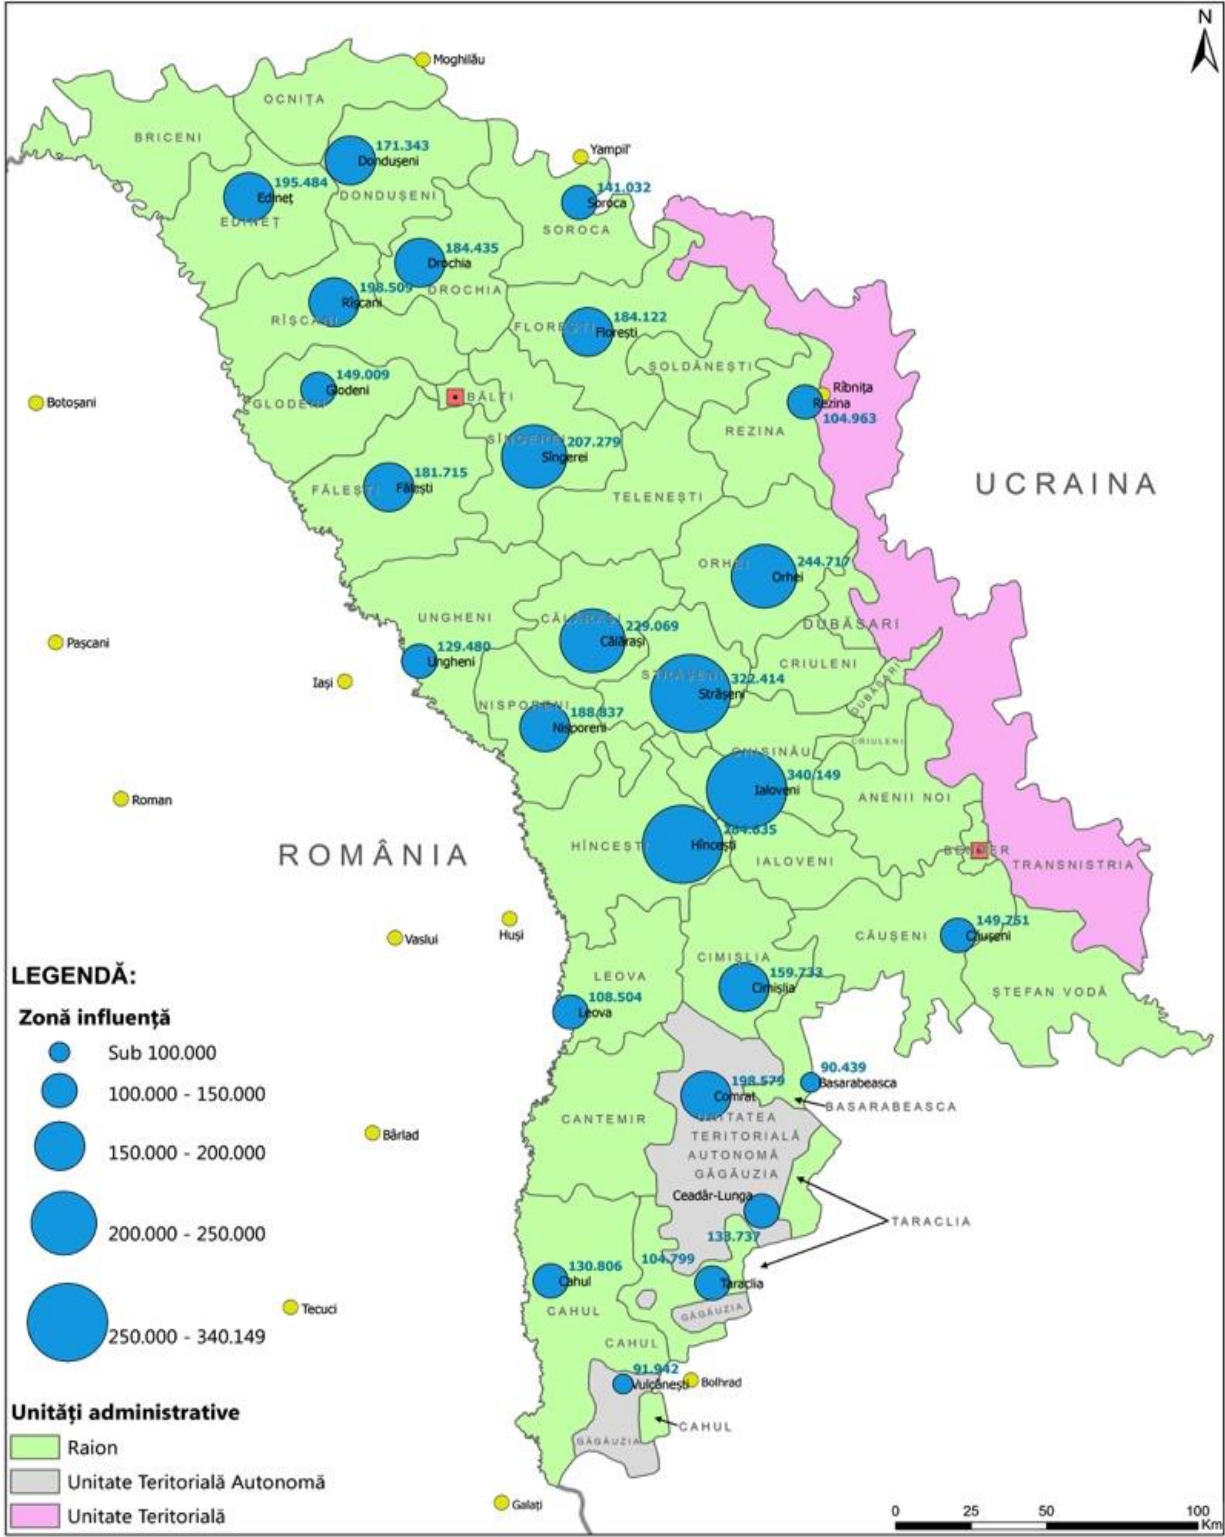 N
Moghilău
OCNIȚA
BRICENI
171.343
Dondușeni
Yampil'
195.484
Edineț
DONDUȘENI
141.032
Soroca
EDINEȚ
SOROCA
184.435
Drochia
DROCHIA
198.509
Rîșcani
RÎȘCANI
184.122
FLOREȘTI
Florești
ȘOLDĂNEȘTI
149.009
Glodeni
GLODENI
BĂLȚI
Botoșani
Rîbnița
Rezina
104.963
REZINA
SÎNGEREI
207.279
Sîngerei
UCRAINA
181.715
FĂLEȘTI
Fălești
TELENEȘTI
ORHEI
244.717
Orhei
UNGHENI
CĂLĂRAȘI
229.069
Călărași
DUBĂSARI
Pașcani
129.480
Ungheni
CRIULENI
Iași
STRĂȘENI
322.414
Strășeni
DUBĂSARI
NISPORENI
188.837
Nisporeni
CRIULENI
CHIȘINĂU
340.149
Ialoveni
Roman
ANENII NOI
ROMÂNIA
HÎNCEȘTI
Hîncești
IALOVENI
BENDER
TRANSNISTRIA
Huși
Vaslui
149.751
CĂUȘENI
Căușeni
LEOVA
CIMIȘLIA
159.733
Cimișlia
ȘTEFAN VODĂ
108.504
Leova
LEGENDĂ:
Zonă influență
Sub 100.000
100.000 - 150.000
150.000 - 200.000
200.000 - 250.000
250.000 - 340.149
90.439
Basarabeasca
BASARABEASCA
198.579
Comrat
CANTEMIR
UNITATEA
TERITORIALĂ
AUTONOMĂ
GĂGĂUZIA
Bârlad
Ceadâr-Lunga
133.737
TARACLIA
104.799
Taraclia
130.806
Cahul
CAHUL
GĂGĂUZIA
Tecuci
CAHUL
91.942
Vulcănești
Bolhrad
CAHUL
GĂGĂUZIA
Unități administrative
Raion
Unitate Teritorială Autonomă
Unitate Teritorială
Galați
0 25 50 100
Km